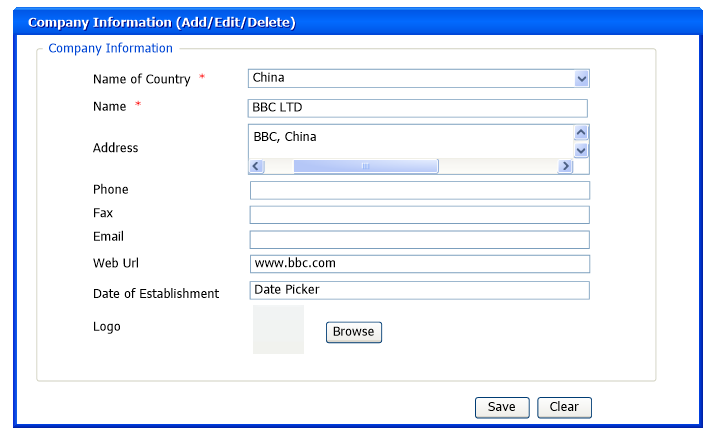 Company Information (Add/Edit/Delete)
Company Information
Name of Country * China
Name * BBC LTD
Address BBC, China
Phone
Fax
Email
Web Url www.bbc.com
Date of Establishment Date Picker
Logo Browse
Save Clear